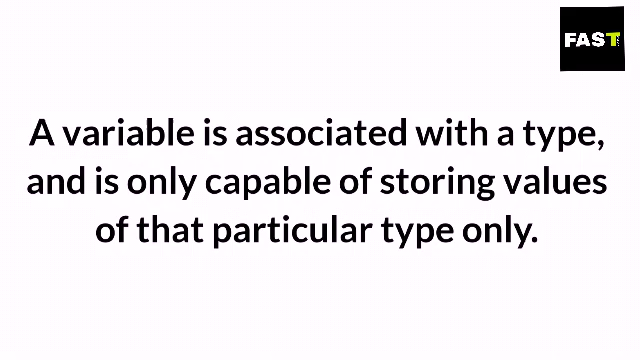 FAST
A variable is associated with a type,
and is only capable of storing values
of that particular type only.